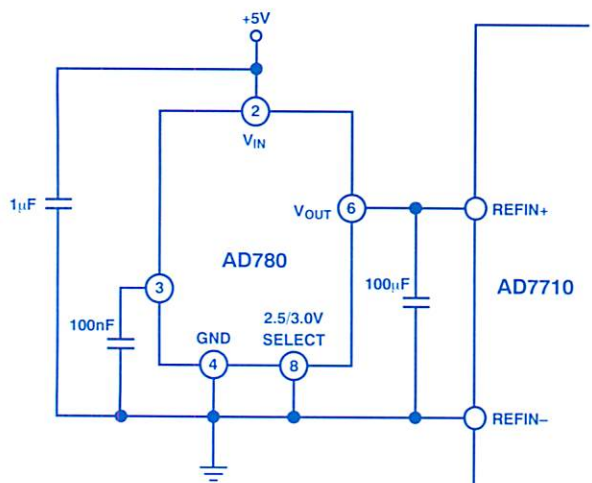 +5V
2
VIN
1µF
6
VOUT
REFIN+
AD780
3
100µF
AD7710
100nF
2.5/3.0V
GND
SELECT
4
8
REFIN–